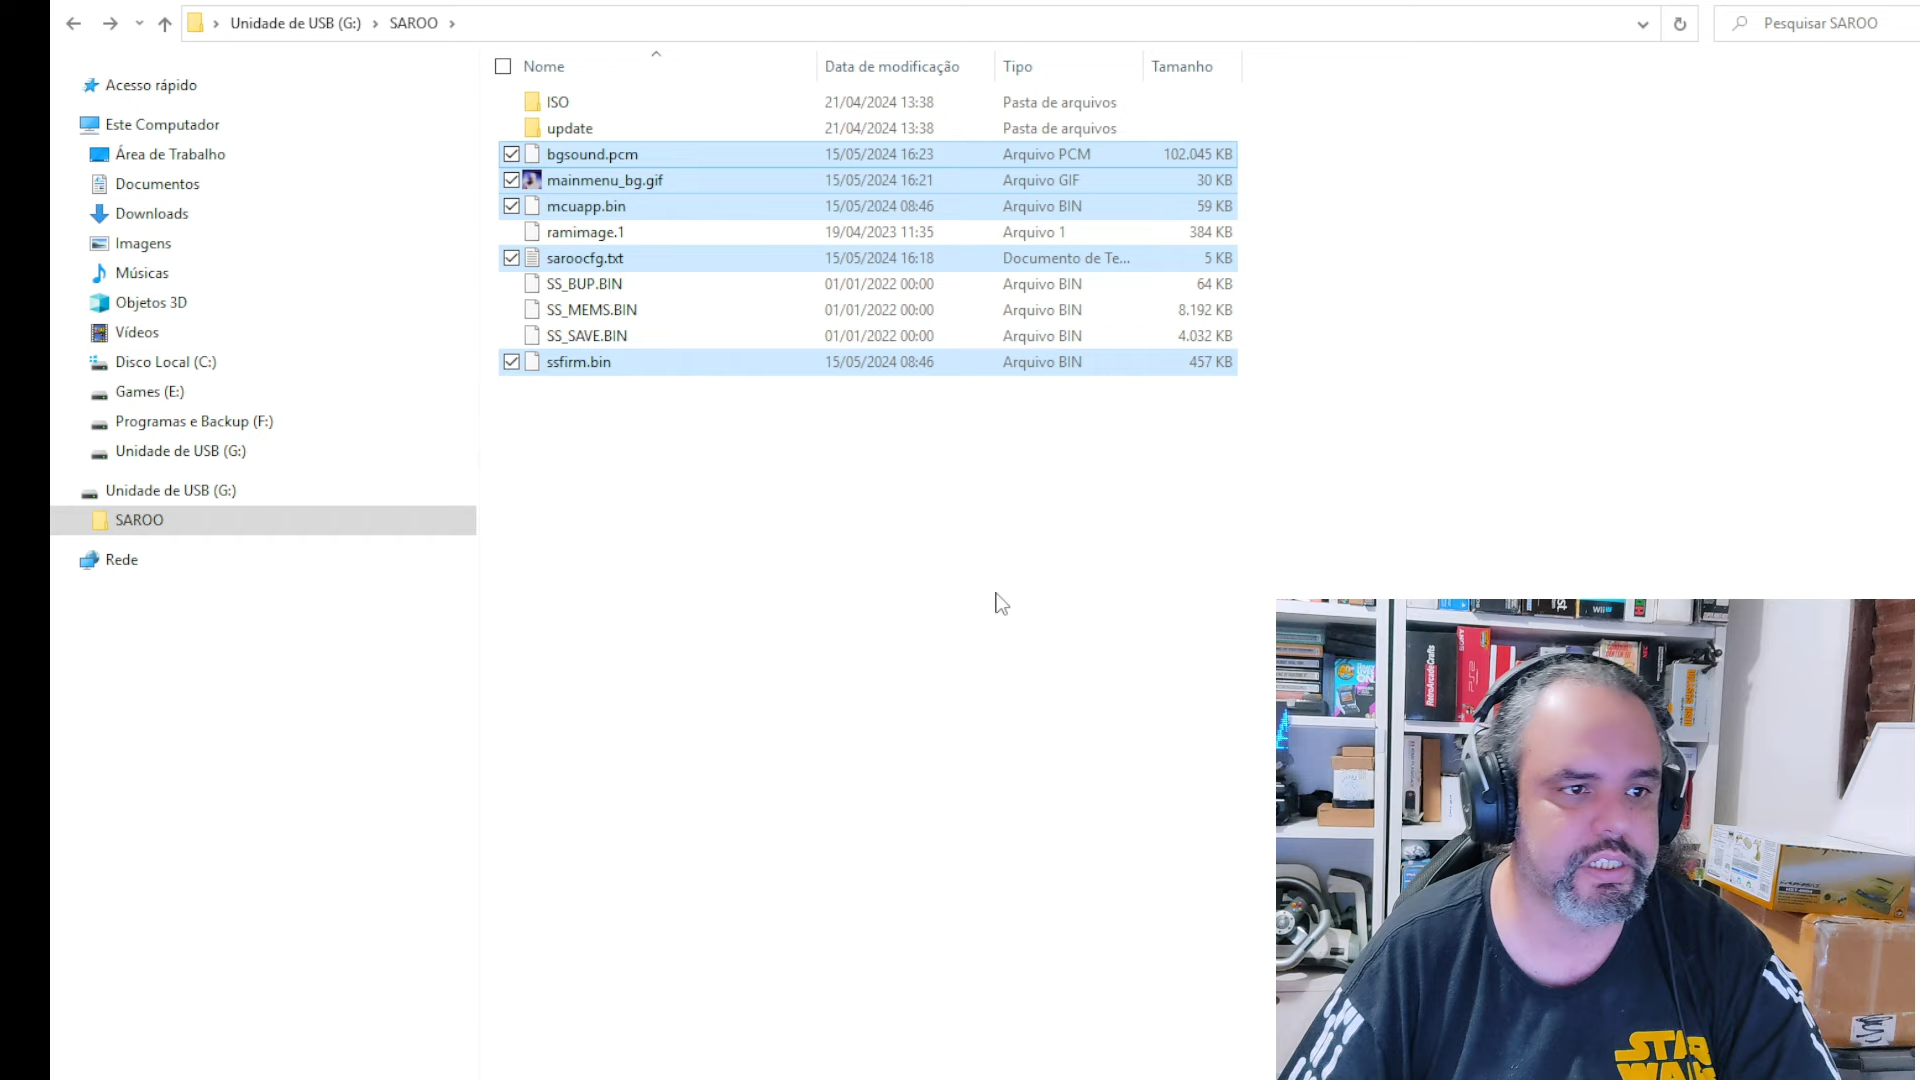 Unidade de USB (G:) > SAROO >
Pesquisar SAROO
Acesso rápido
Este Computador
Área de Trabalho
Documentos
Downloads
Imagens
Músicas
Objetos 3D
Vídeos
Disco Local (C:)
Games (E:)
Programas e Backup (F:)
Unidade de USB (G:)
Unidade de USB (G:)
SAROO
Rede
Nome Data de modificação Tipo Tamanho
ISO 21/04/2024 13:38 Pasta de arquivos
update 21/04/2024 13:38 Pasta de arquivos
bgsound.pcm 15/05/2024 16:23 Arquivo PCM 102.045 KB
mainmenu_bg.gif 15/05/2024 16:21 Arquivo GIF 30 KB
mcuapp.bin 15/05/2024 08:46 Arquivo BIN 59 KB
ramimage.1 19/04/2023 11:35 Arquivo 1 384 KB
saroocfg.txt 15/05/2024 16:18 Documento de Te... 5 KB
SS_BUP.BIN 01/01/2022 00:00 Arquivo BIN 64 KB
SS_MEMS.BIN 01/01/2022 00:00 Arquivo BIN 8.192 KB
SS_SAVE.BIN 01/01/2022 00:00 Arquivo BIN 4.032 KB
ssfirm.bin 15/05/2024 08:46 Arquivo BIN 457 KB
Wii
RetroArcadeCrafts
SONY
PS2
STAR
WARS